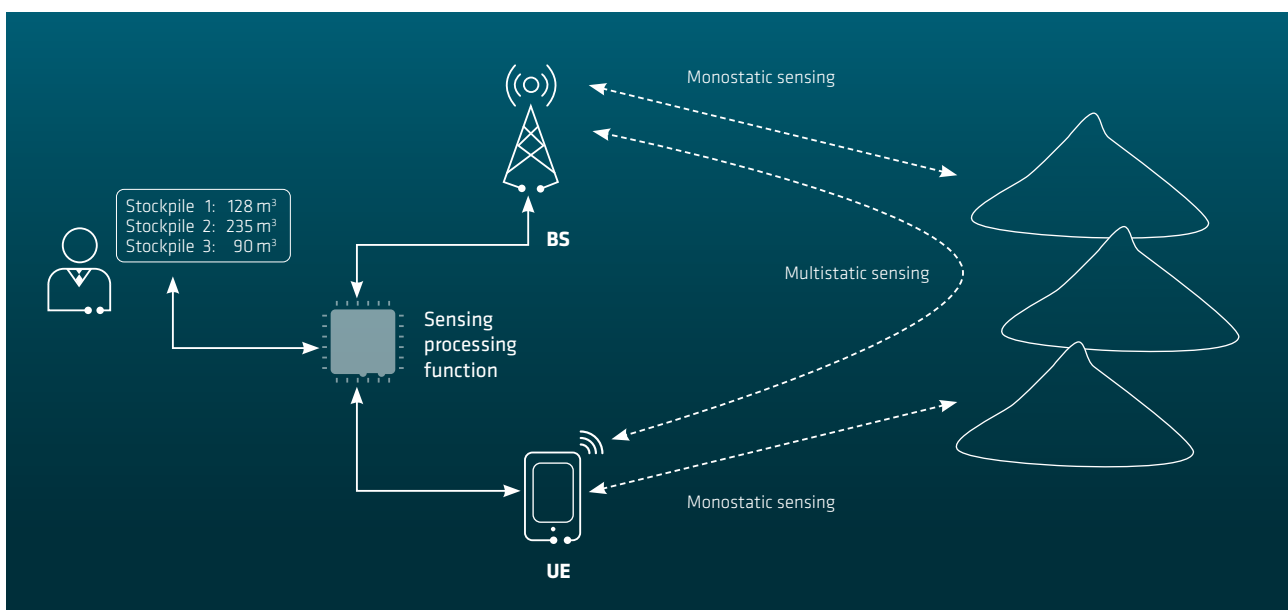 Monostatic sensing
Stockpile 1: 128 m³
Stockpile 2: 235 m³
Stockpile 3: 90 m³
BS
Multistatic sensing
Sensing
processing
function
Monostatic sensing
UE